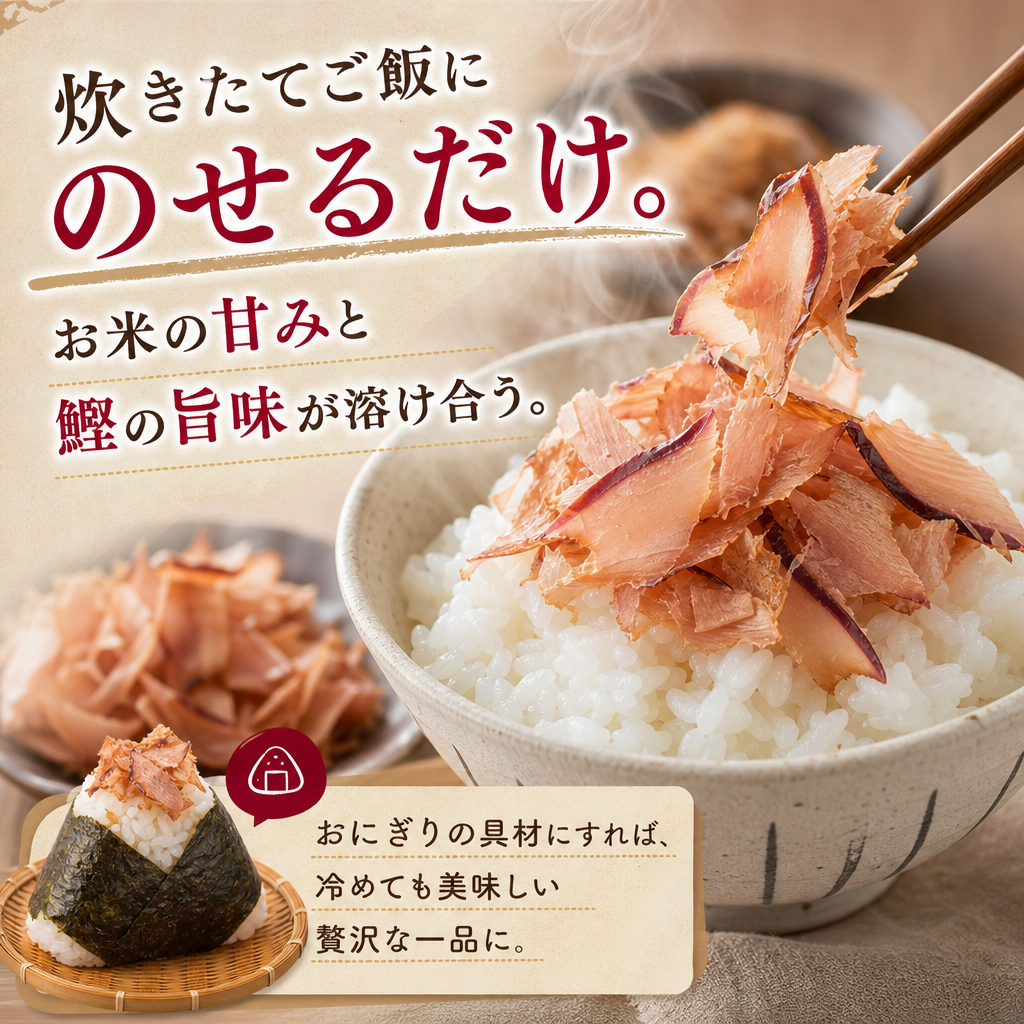 炊きたてご飯に
のせるだけ。
お米の甘みと
鰹の旨味が溶け合う。
おにぎりの具材にすれば、
冷めても美味しい
贅沢な一品に。